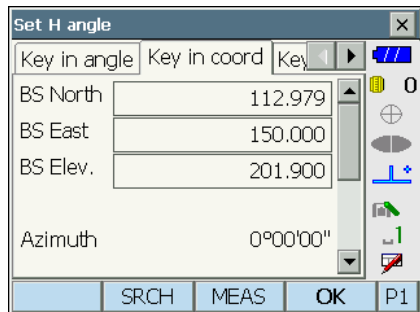 Set H angle
Key in angle Key in coord Key
BS North 112.979
BS East 150.000
BS Elev. 201.900
Azimuth 0°00'00"
0
1
SRCH MEAS OK P1